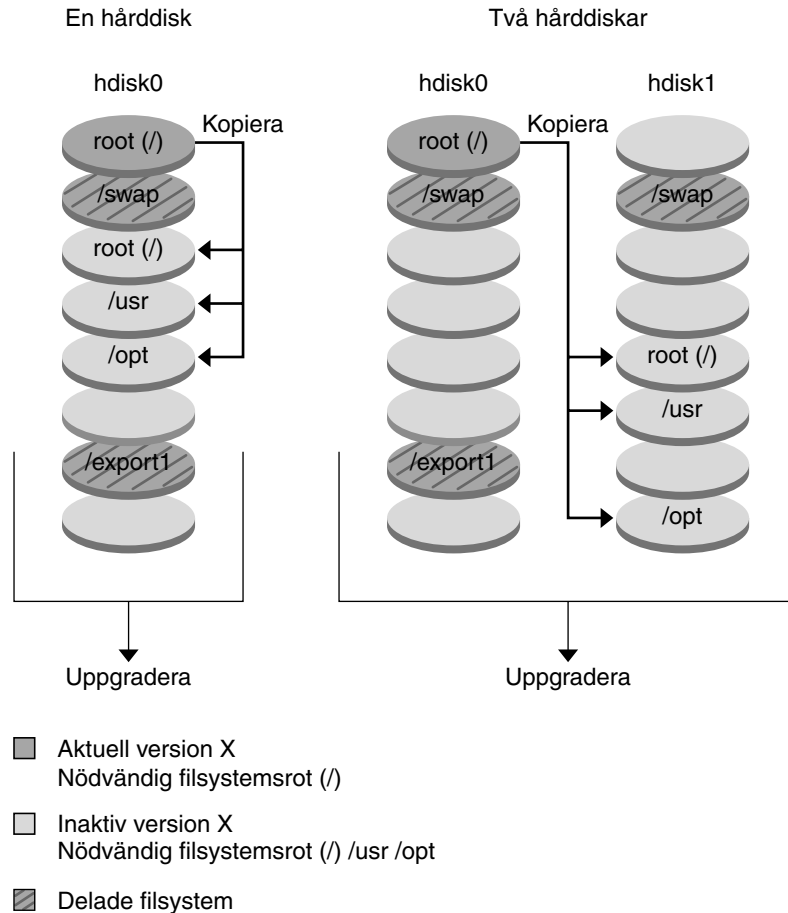 En hårddisk
Två hårddiskar
hdisk0
hdisk0
hdisk1
root (/)
Kopiera
/swap
root (/)
/usr
/opt
/export1
root (/)
Kopiera
/swap
/swap
root (/)
/usr
/export1
/opt
Uppgradera
Uppgradera
Aktuell version X
Nödvändig filsystemsrot (/)
Inaktiv version X
Nödvändig filsystemsrot (/) /usr /opt
Delade filsystem